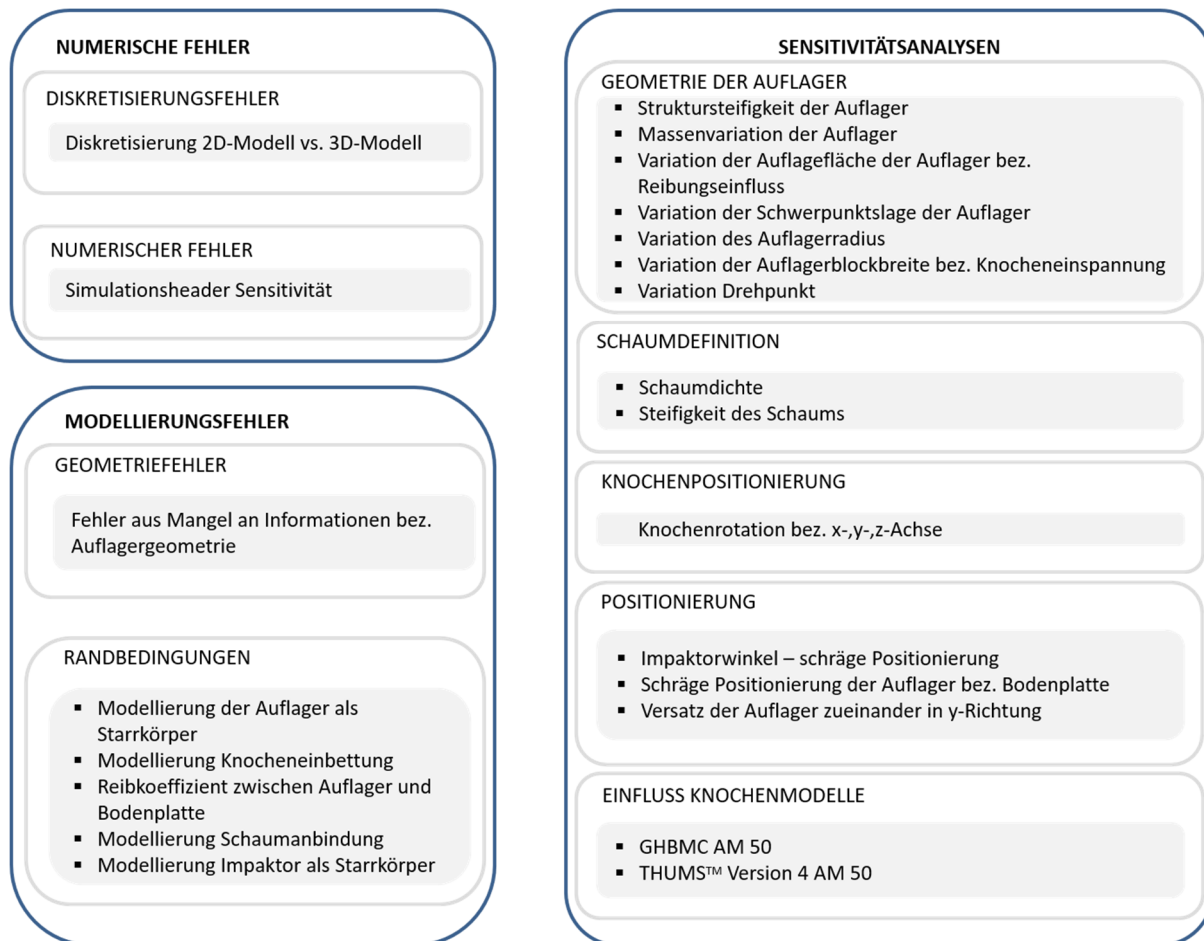 NUMERISCHE FEHLER
DISKRETISIERUNGSFEHLER
Diskretisierung 2D-Modell vs. 3D-Modell
NUMERISCHER FEHLER
Simulationsheader Sensitivität
MODELLIERUNGSFEHLER
GEOMETRIEFEHLER
Fehler aus Mangel an Informationen bez.
Auflagergeometrie
RANDBEDINGUNGEN
▪ Modellierung der Auflager als
Starrkörper
▪ Modellierung Knocheneinbettung
▪ Reibkoeffizient zwischen Auflager und
Bodenplatte
▪ Modellierung Schaumanbindung
▪ Modellierung Impaktor als Starrkörper
SENSITIVITÄTSANALYSEN
GEOMETRIE DER AUFLAGER
▪ Struktursteifigkeit der Auflager
▪ Massenvariation der Auflager
▪ Variation der Auflagefläche der Auflager bez.
Reibungseinfluss
▪ Variation der Schwerpunktslage der Auflager
▪ Variation des Auflagerradius
▪ Variation der Auflagerblockbreite bez. Knocheneinspannung
▪ Variation Drehpunkt
SCHAUMDEFINITION
▪ Schaumdichte
▪ Steifigkeit des Schaums
KNOCHENPOSITIONIERUNG
Knochenrotation bez. x-,y-,z-Achse
POSITIONIERUNG
▪ Impaktorwinkel – schräge Positionierung
▪ Schräge Positionierung der Auflager bez. Bodenplatte
▪ Versatz der Auflager zueinander in y-Richtung
EINFLUSS KNOCHENMODELLE
▪ GHBMC AM 50
▪ THUMS™ Version 4 AM 50